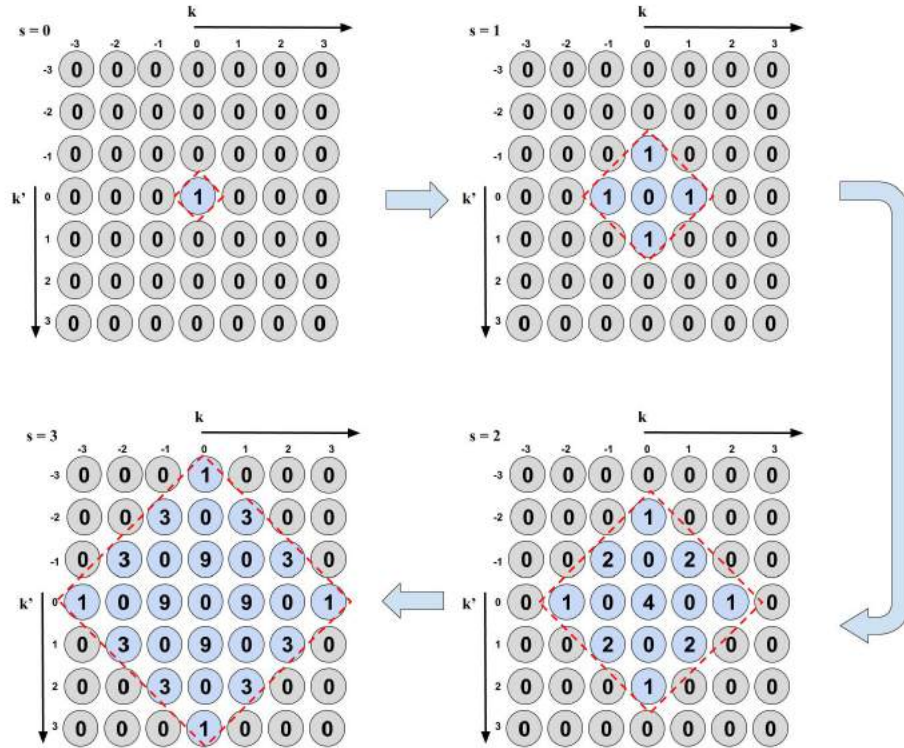 k
s = 0
-3 -2 -1 0 1 2 3
-3 0 0 0 0 0 0 0
-2 0 0 0 0 0 0 0
-1 0 0 0 0 0 0 0
k' 0 0 0 0 1 0 0 0
1 0 0 0 0 0 0 0
2 0 0 0 0 0 0 0
3 0 0 0 0 0 0 0
k
s = 1
-3 -2 -1 0 1 2 3
-3 0 0 0 0 0 0 0
-2 0 0 0 0 0 0 0
-1 0 0 0 1 0 0 0
k' 0 0 0 1 0 1 0 0
1 0 0 0 1 0 0 0
2 0 0 0 0 0 0 0
3 0 0 0 0 0 0 0
k
s = 3
-3 -2 -1 0 1 2 3
-3 0 0 0 1 0 0 0
-2 0 0 3 0 3 0 0
-1 0 3 0 9 0 3 0
k' 0 1 0 9 0 9 0 1
1 0 3 0 9 0 3 0
2 0 0 3 0 3 0 0
3 0 0 0 1 0 0 0
k
s = 2
-3 -2 -1 0 1 2 3
-3 0 0 0 0 0 0 0
-2 0 0 0 1 0 0 0
-1 0 0 2 0 2 0 0
k' 0 0 1 0 4 0 1 0
1 0 0 2 0 2 0 0
2 0 0 0 1 0 0 0
3 0 0 0 0 0 0 0